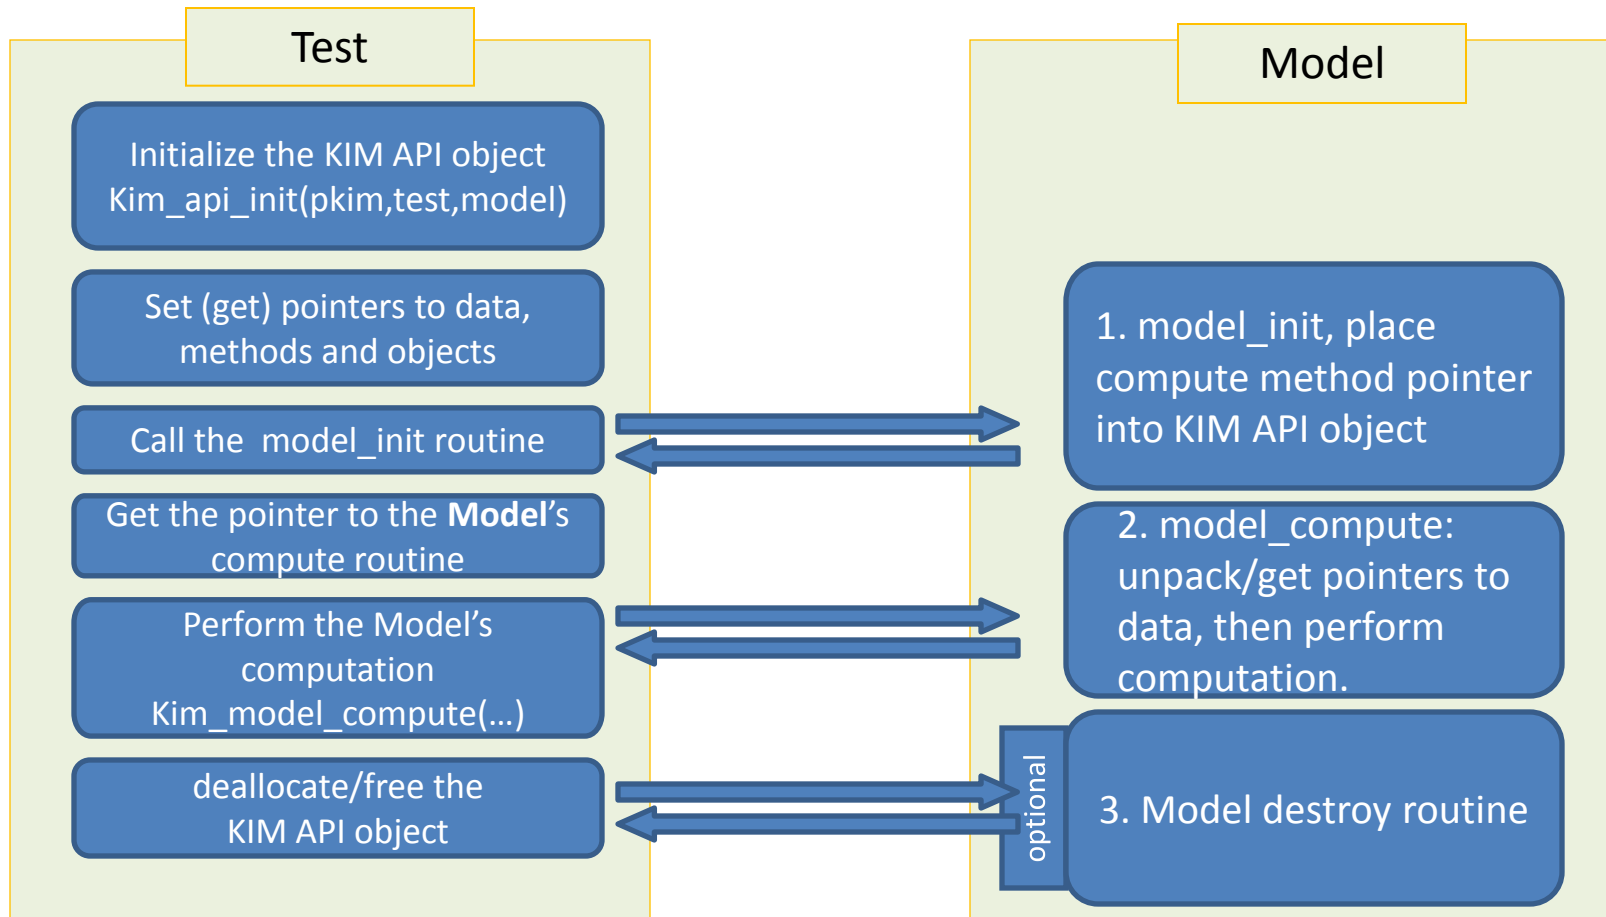 Test
Initialize the KIM API object
Kim_api_init(pkim,test,model)
Set (get) pointers to data,
methods and objects
Call the  model_init routine
Get the pointer to the Model's
compute routine
Perform the Model's
computation
Kim_model_compute(…)
deallocate/free the
KIM API object
Model
1. model_init, place
compute method pointer
into KIM API object
2. model_compute:
unpack/get pointers to
data, then perform
computation.
optional
3. Model destroy routine